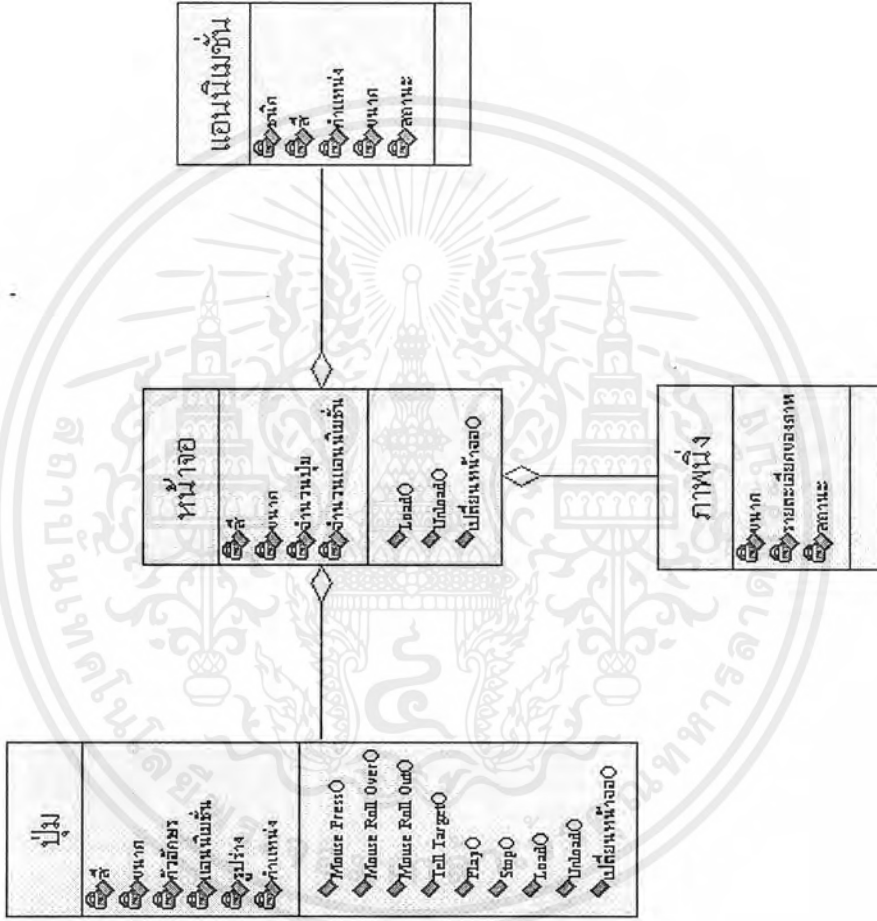 ปุ่ม
สี
ขนาด
ตัวอักษร
แอนนิเมชั่น
รูปร่าง
ตำแหน่ง
Mouse Press()
Mouse Roll Over()
Mouse Roll Out()
Tell Target()
Play()
Stop()
Load()
Unload()
เปลี่ยนหน้าจอ()
หน้าจอ
สี
ขนาด
จำนวนปุ่ม
จำนวนแอนนิเมชั่น
Load()
Unload()
เปลี่ยนหน้าจอ()
แอนนิเมชั่น
ชนิด
สี
ตำแหน่ง
ขนาด
สถานะ
ภาพนิ่ง
ขนาด
รายละเอียดของภาพ
สถานะ